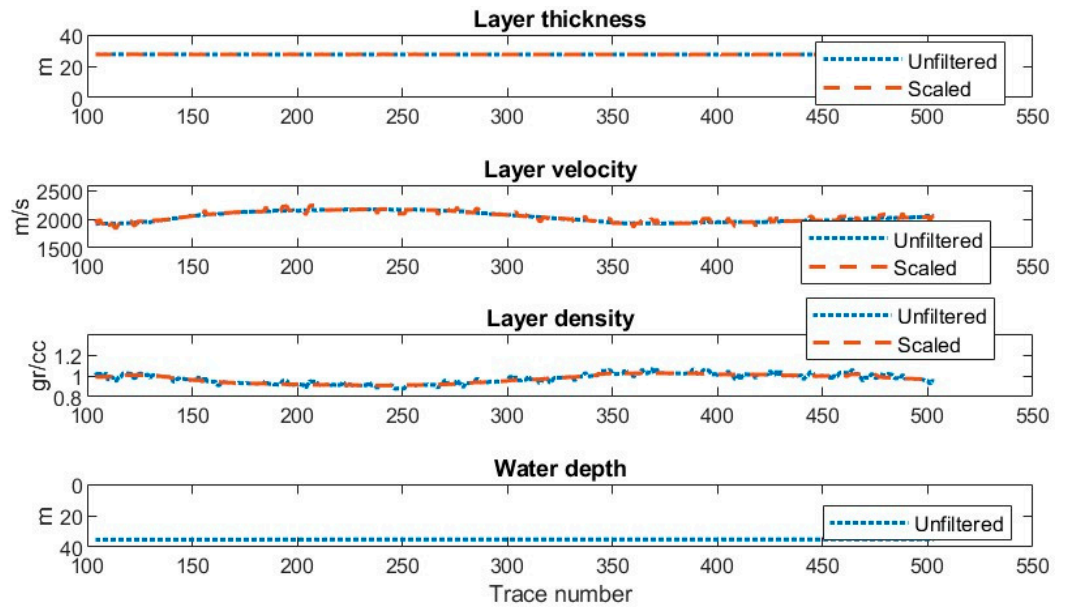 Layer thickness
40
20
0
m
Unfiltered
Scaled
100 150 200 250 300 350 400 450 500 550
Layer velocity
2500
2000
1500
m/s
Unfiltered
Scaled
100 150 200 250 300 350 400 450 500 550
Layer density
1.2
1
0.8
gr/cc
Unfiltered
Scaled
100 150 200 250 300 350 400 450 500 550
Water depth
0
20
40
m
Unfiltered
100 150 200 250 300 350 400 450 500 550
Trace number